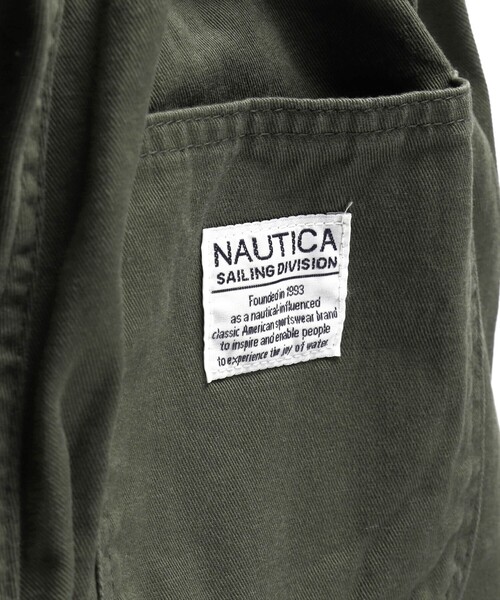 NAUTICA
SAILING DIVISION
Founded in 1993
as a nautical-influenced
classic American sportswear brand
to inspire and enable people
to experience the joy of water